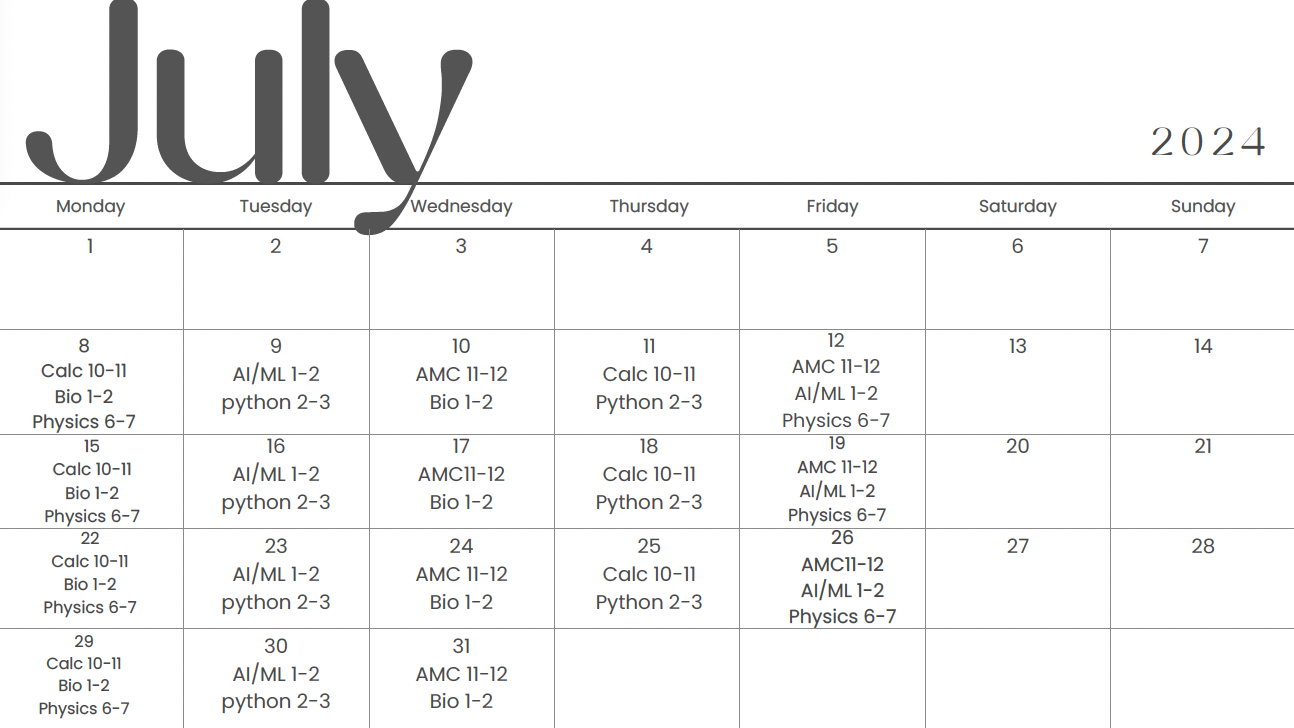 July
2024
Monday Tuesday Wednesday Thursday Friday Saturday Sunday
1 2 3 4 5 6 7
8
Calc 10-11
Bio 1-2
Physics 6-7
9
AI/ML 1-2
python 2-3
10
AMC 11-12
Bio 1-2
11
Calc 10-11
Python 2-3
12
AMC 11-12
AI/ML 1-2
Physics 6-7
13
14
15
Calc 10-11
Bio 1-2
Physics 6-7
16
AI/ML 1-2
python 2-3
17
AMC11-12
Bio 1-2
18
Calc 10-11
Python 2-3
19
AMC 11-12
AI/ML 1-2
Physics 6-7
20
21
22
Calc 10-11
Bio 1-2
Physics 6-7
23
AI/ML 1-2
python 2-3
24
AMC 11-12
Bio 1-2
25
Calc 10-11
Python 2-3
26
AMC11-12
AI/ML 1-2
Physics 6-7
27
28
29
Calc 10-11
Bio 1-2
Physics 6-7
30
AI/ML 1-2
python 2-3
31
AMC 11-12
Bio 1-2